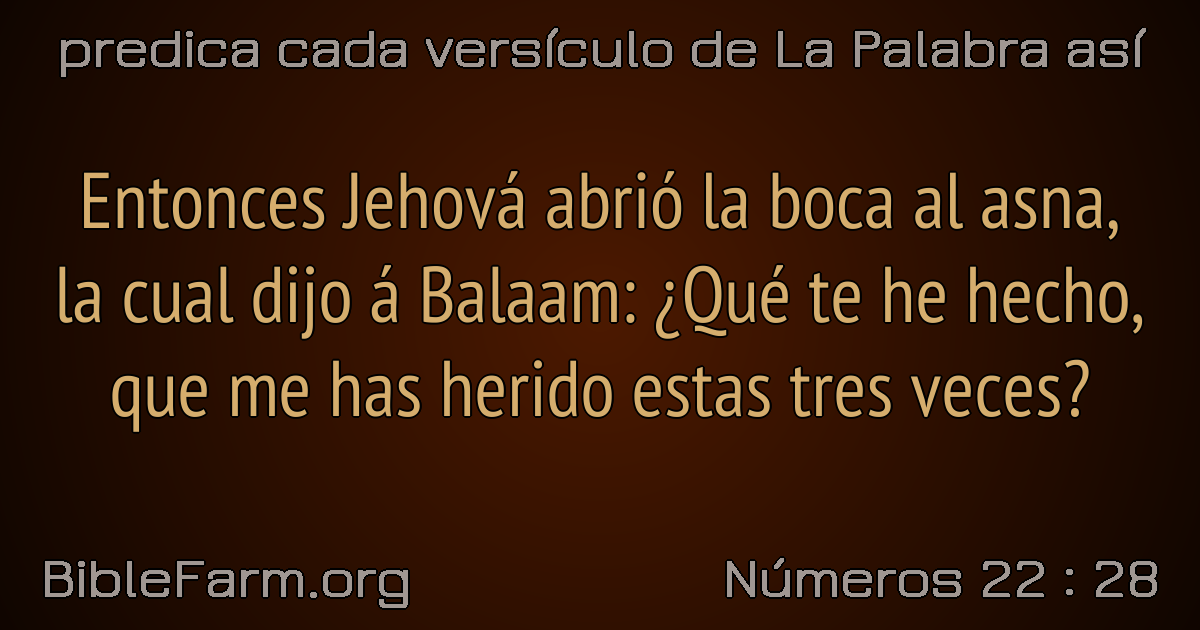 predica cada versículo de La Palabra así
Entonces Jehová abrió la boca al asna,
la cual dijo á Balaam: ¿Qué te he hecho,
que me has herido estas tres veces?
BibleFarm.org
Números 22 : 28